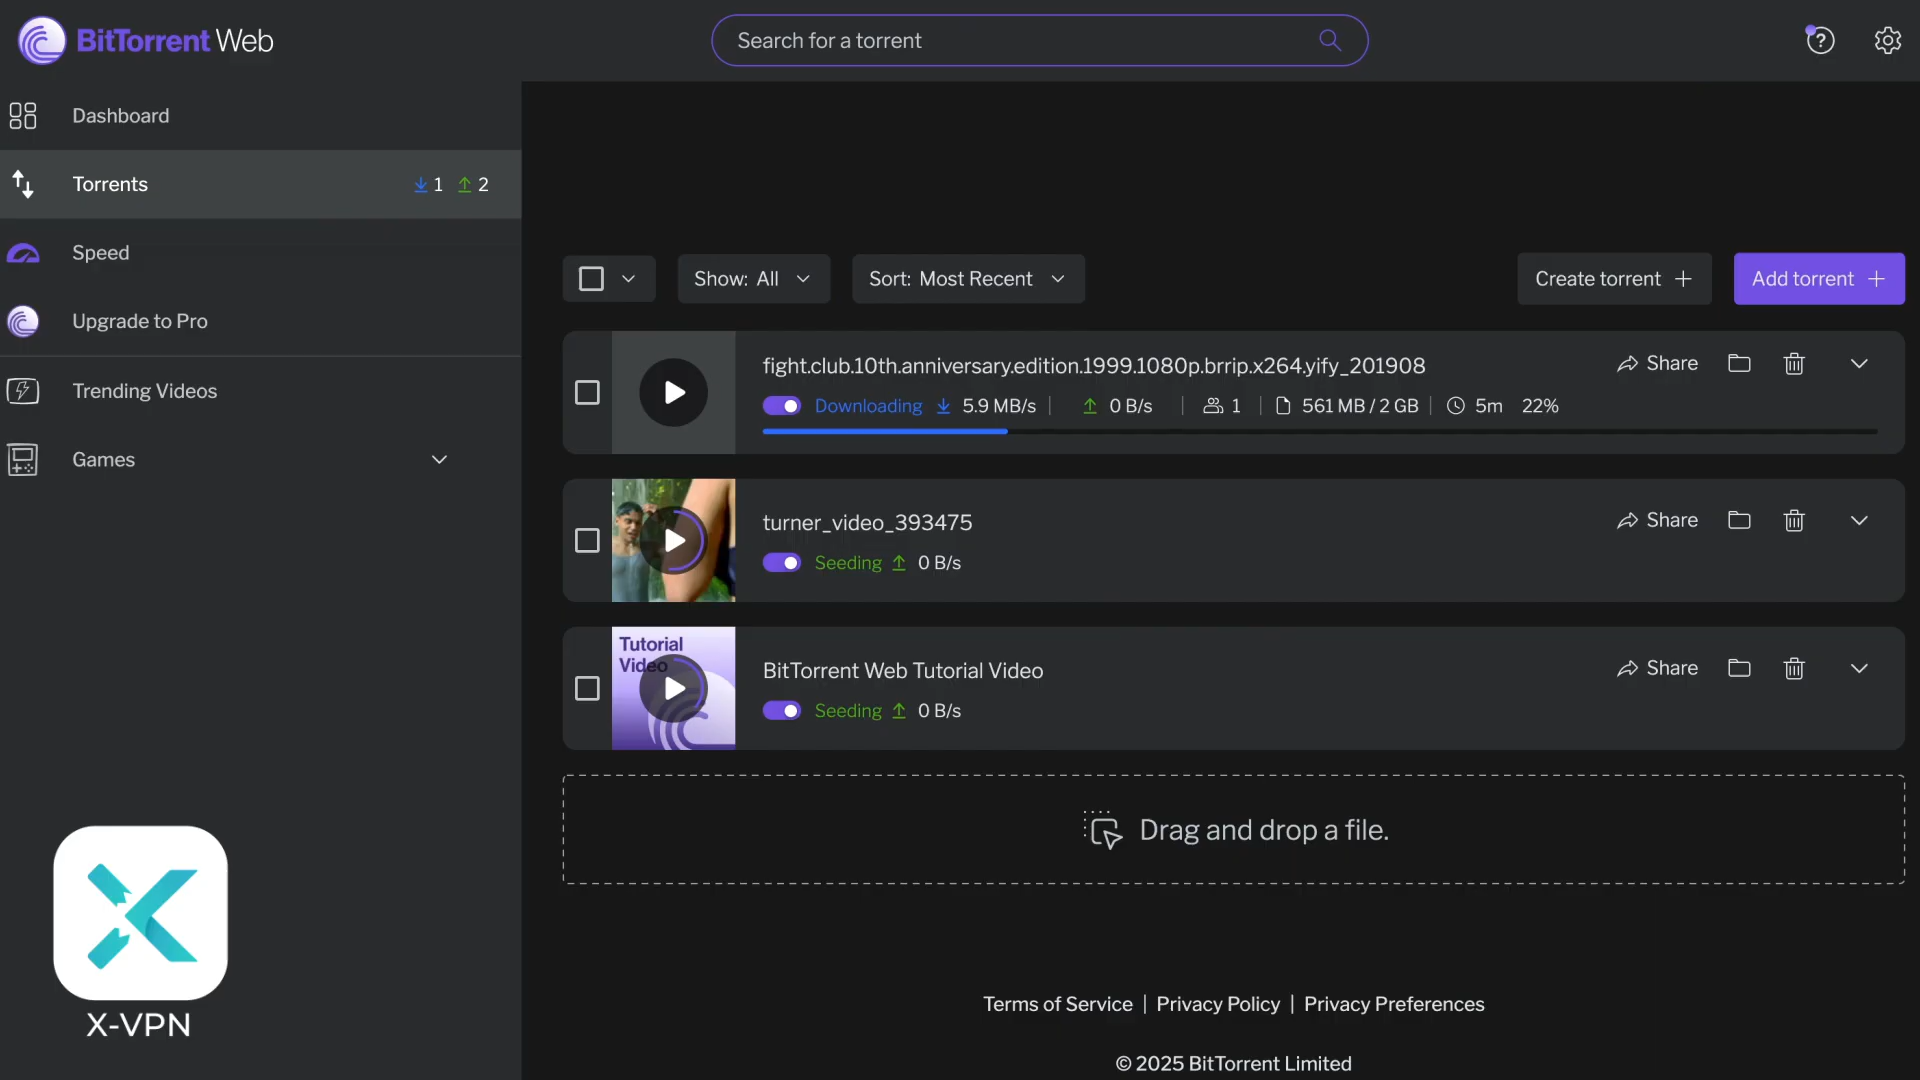 BitTorrent Web
Search for a torrent
Dashboard
Torrents 1 2
Speed
Upgrade to Pro
Trending Videos
Games
Show: All
Sort: Most Recent
Create torrent
Add torrent
fight.club.10th.anniversary.edition.1999.1080p.brrip.x264.yify_201908
Share
Downloading 5.9 MB/s | 0 B/s | 1 | 561 MB / 2 GB | 5m 22%
turner_video_393475
Share
Seeding 0 B/s
Tutorial
Video
BitTorrent Web Tutorial Video
Share
Seeding 0 B/s
Drag and drop a file.
X-VPN
Terms of Service | Privacy Policy | Privacy Preferences
© 2025 BitTorrent Limited